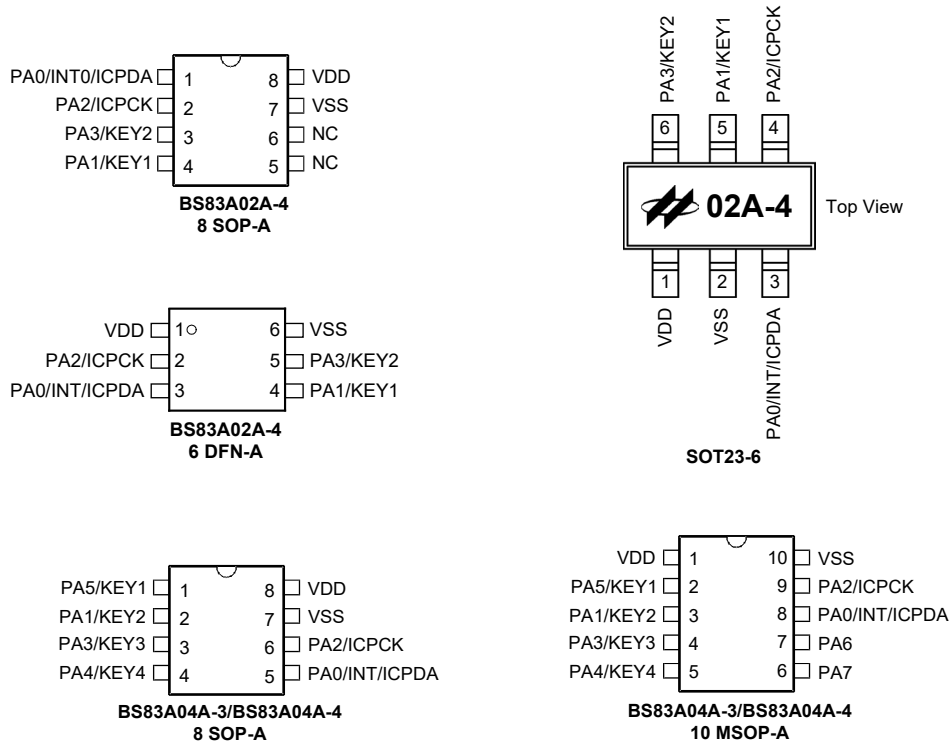 PA0/INT0/ICPDA 1 8 VDD
PA2/ICPCK 2 7 VSS
PA3/KEY2 3 6 NC
PA1/KEY1 4 5 NC
BS83A02A-4
8 SOP-A
PA3/KEY2
PA1/KEY1
PA2/ICPCK
6 5 4
02A-4
Top View
1 2 3
VDD
VSS
PA0/INT/ICPDA
SOT23-6
VDD 1 6 VSS
PA2/ICPCK 2 5 PA3/KEY2
PA0/INT/ICPDA 3 4 PA1/KEY1
BS83A02A-4
6 DFN-A
PA5/KEY1 1 8 VDD
PA1/KEY2 2 7 VSS
PA3/KEY3 3 6 PA2/ICPCK
PA4/KEY4 4 5 PA0/INT/ICPDA
BS83A04A-3/BS83A04A-4
8 SOP-A
VDD 1 10 VSS
PA5/KEY1 2 9 PA2/ICPCK
PA1/KEY2 3 8 PA0/INT/ICPDA
PA3/KEY3 4 7 PA6
PA4/KEY4 5 6 PA7
BS83A04A-3/BS83A04A-4
10 MSOP-A